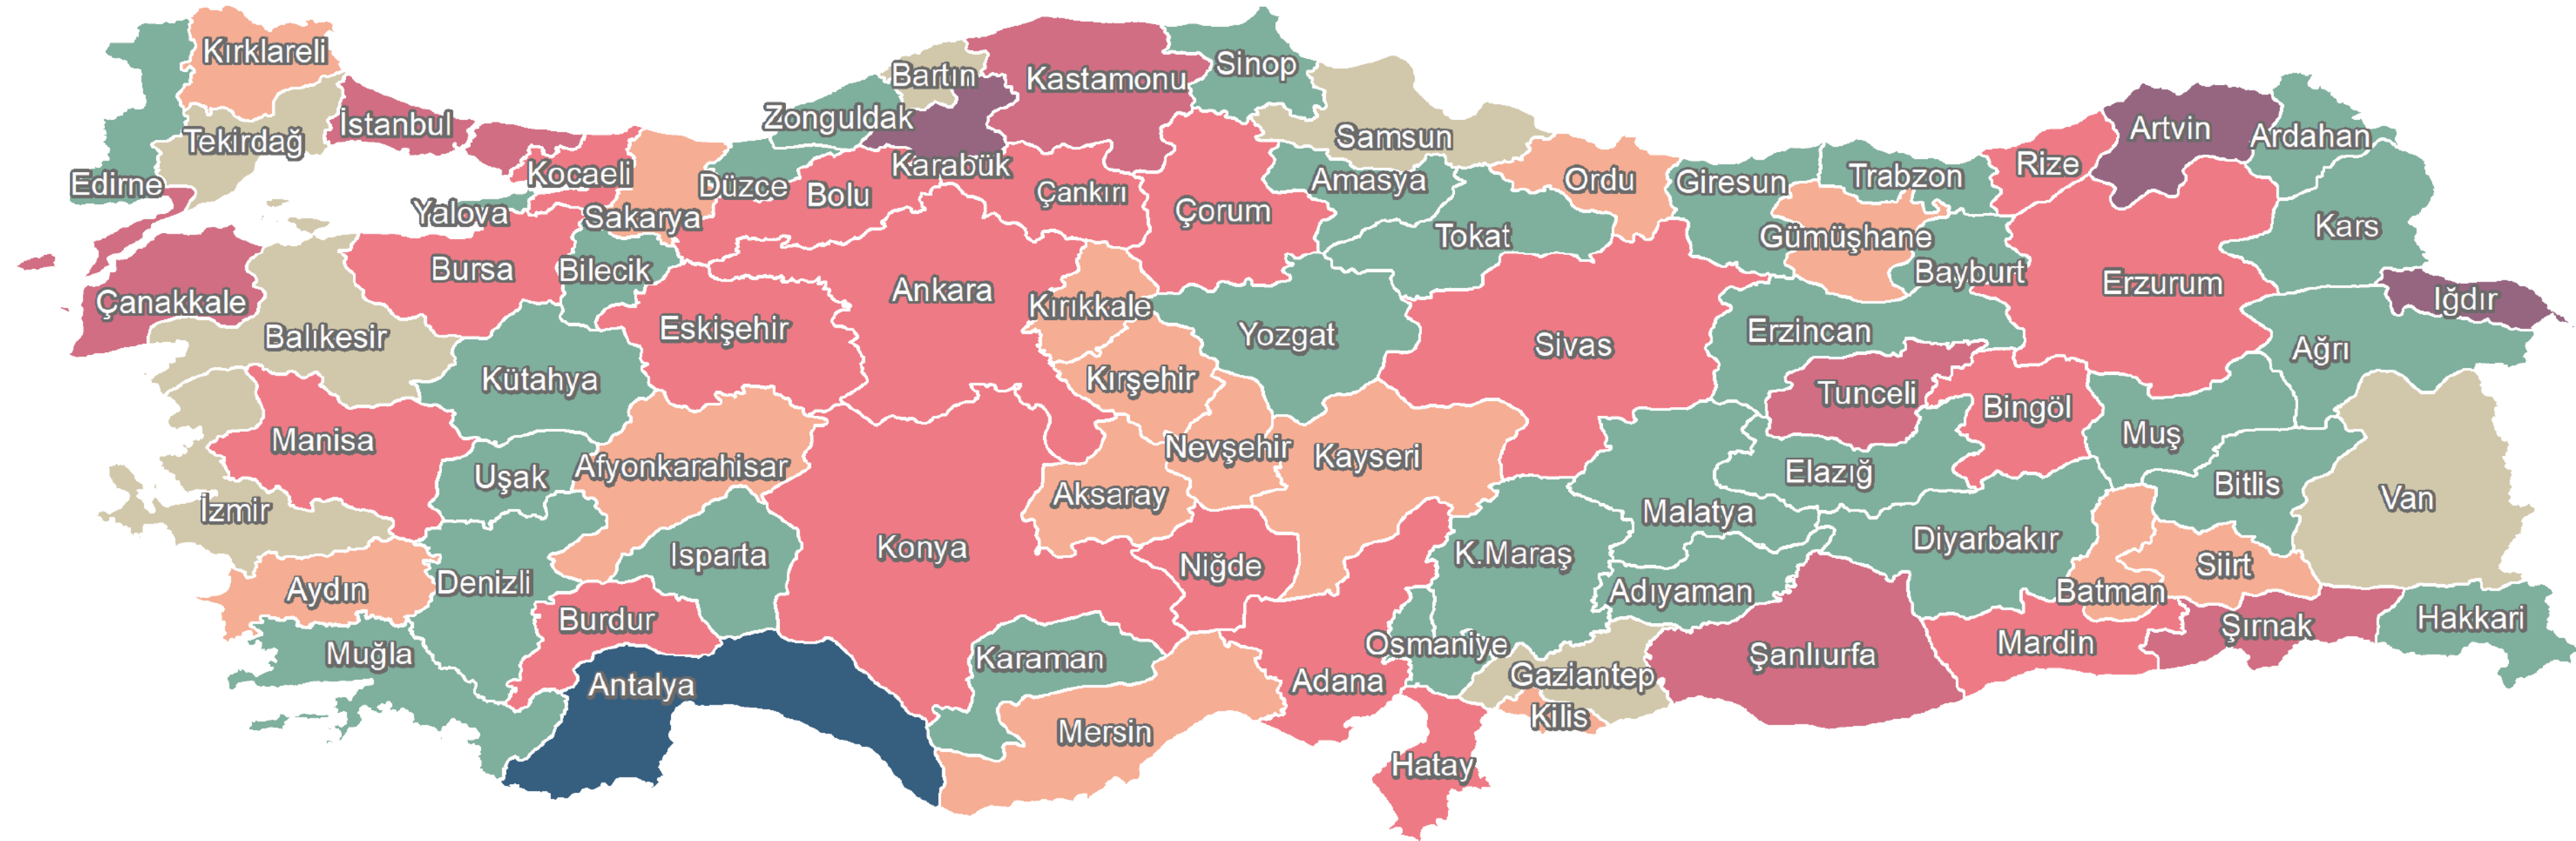 Kırklareli
Tekirdağ
İstanbul
Edirne
Kocaeli
Yalova
Sakarya
Düzce
Bolu
Zonguldak
Bartın
Karabük
Kastamonu
Sinop
Çankırı
Çorum
Samsun
Amasya
Tokat
Ordu
Giresun
Trabzon
Gümüşhane
Bayburt
Rize
Artvin
Ardahan
Kars
Iğdır
Erzurum
Ağrı
Çanakkale
Balıkesir
Bursa
Bilecik
Eskişehir
Kütahya
Ankara
Kırıkkale
Kırşehir
Yozgat
Sivas
Erzincan
Tunceli
Bingöl
Muş
Bitlis
Van
Manisa
Uşak
Afyonkarahisar
İzmir
Aydın
Denizli
Isparta
Burdur
Muğla
Antalya
Konya
Aksaray
Nevşehir
Kayseri
Niğde
Karaman
Mersin
Adana
Osmaniye
K.Maraş
Malatya
Elazığ
Adıyaman
Diyarbakır
Batman
Siirt
Şırnak
Hakkari
Mardin
Şanlıurfa
Gaziantep
Kilis
Hatay